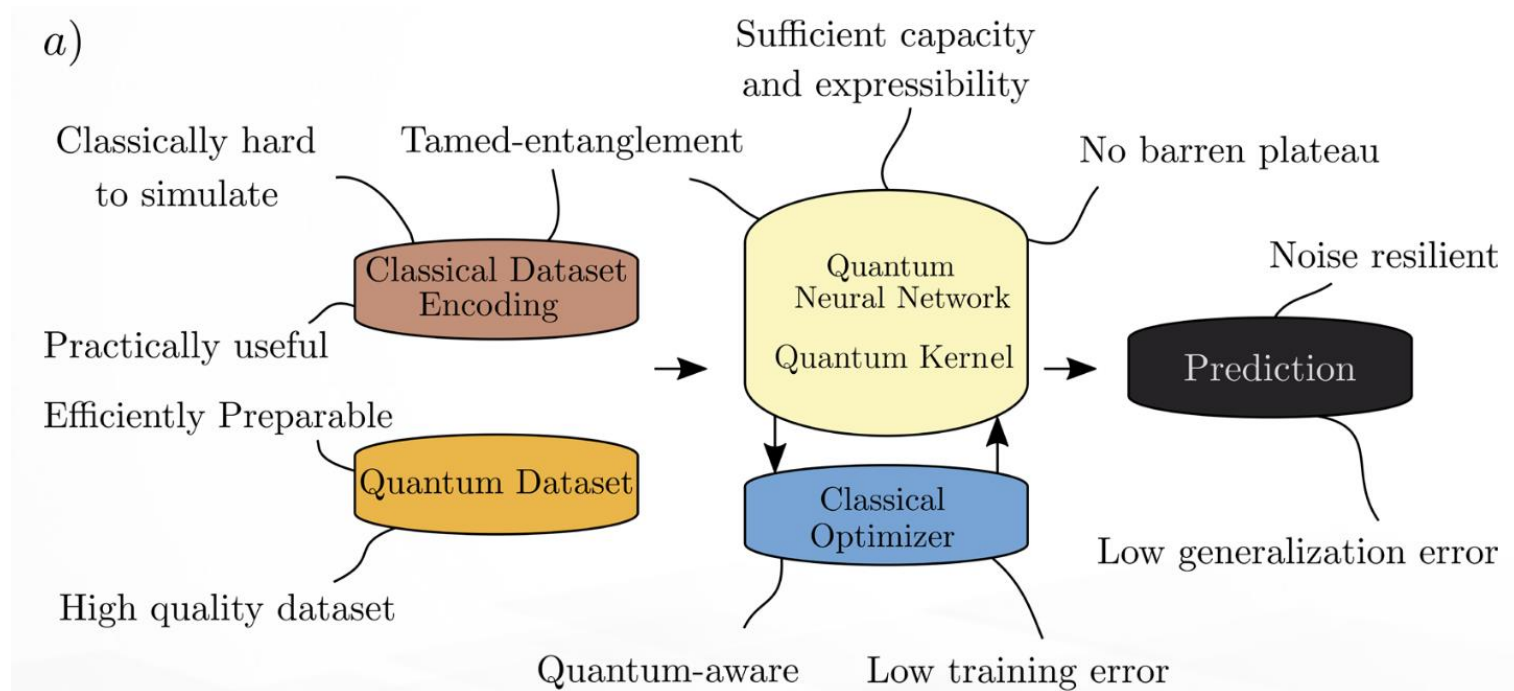 a)
Sufficient capacity
and expressibility
Classically hard
to simulate
Tamed-entanglement
No barren plateau
Classical Dataset
Encoding
Quantum
Neural Network
Quantum Kernel
Noise resilient
Practically useful
Prediction
Efficiently Preparable
Quantum Dataset
Classical
Optimizer
Low generalization error
High quality dataset
Quantum-aware
Low training error